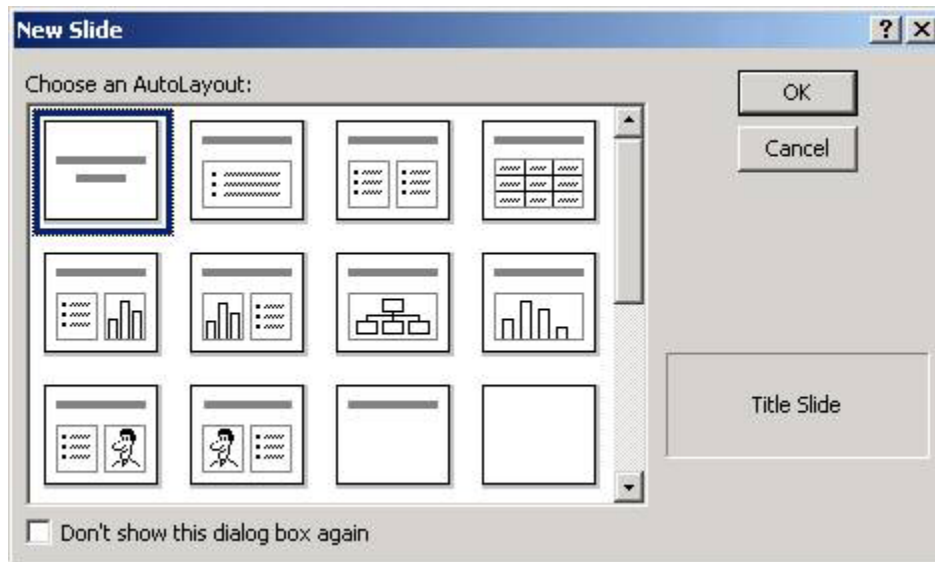 New Slide
Choose an AutoLayout:
OK
Cancel
Title Slide
Don't show this dialog box again